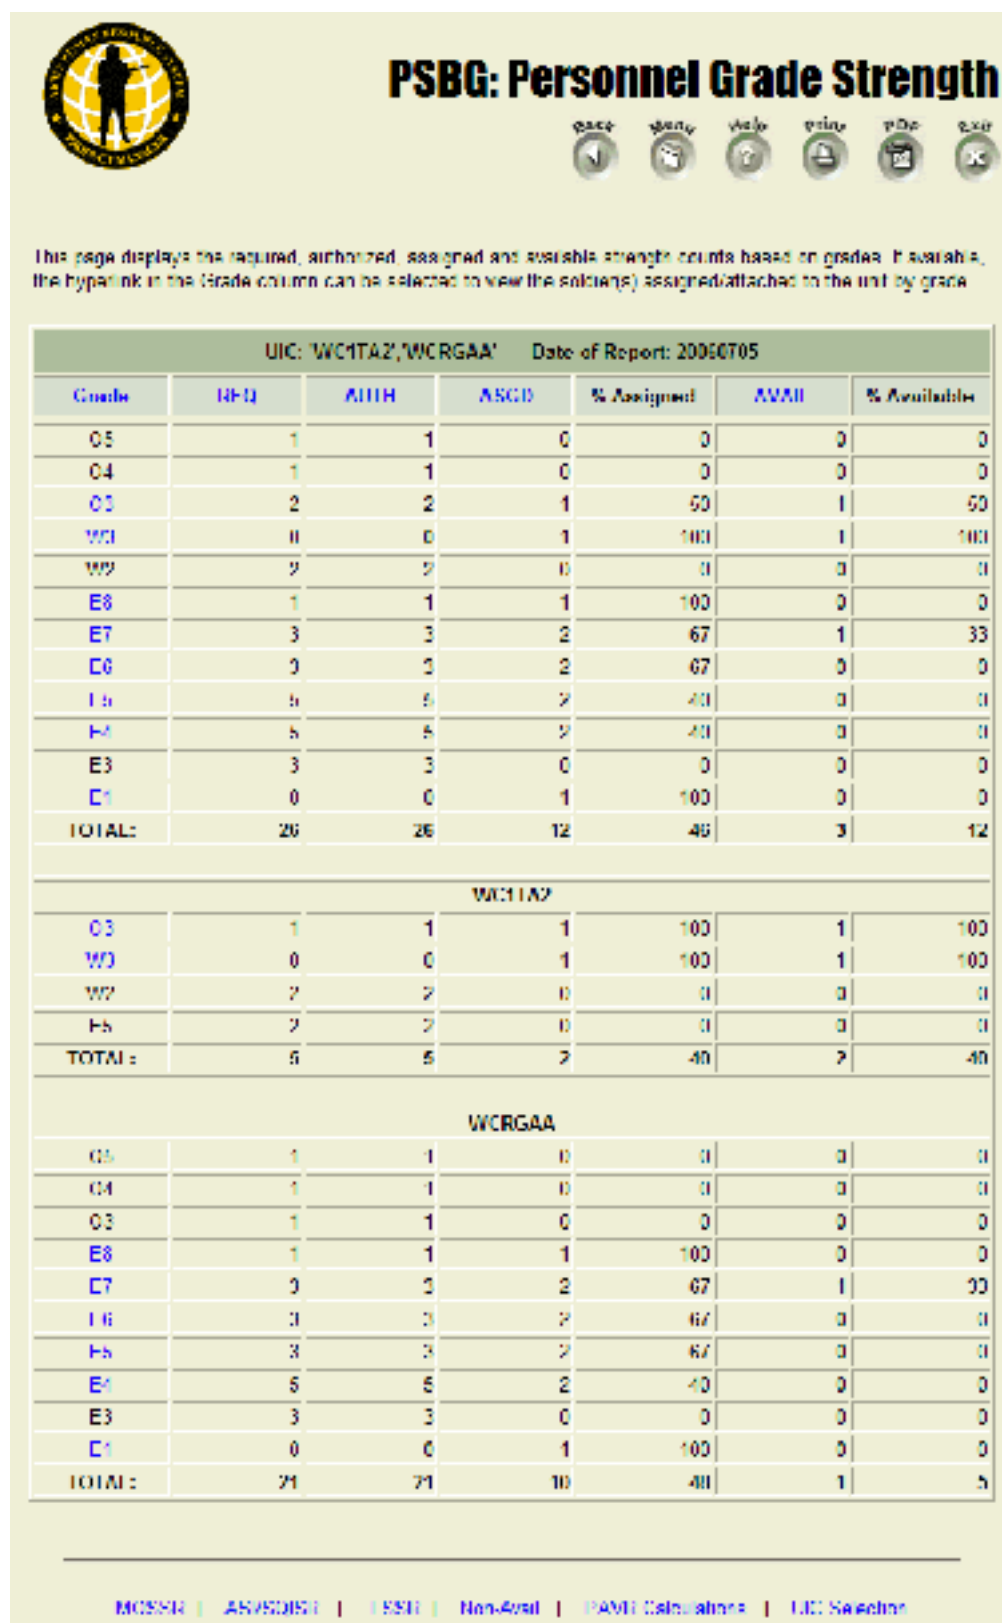 PSBG: Personnel Grade Strength
Back Menu Help Print PDF Exit
This page displays the required, authorized, assigned and available strength counts based on grades. If available,
the hyperlink in the Grade column can be selected to view the soldier(s) assigned/attached to the unit by grade
UIC: 'WC1TA2','WCRGAA' Date of Report: 20060705
Grade REQ AUTH ASGD % Assigned AVAIL % Available
O5 1 1 0 0 0 0
O4 1 1 0 0 0 0
O3 2 2 1 50 1 50
W3 0 0 1 100 1 100
W2 2 2 0 0 0 0
E8 1 1 1 100 0 0
E7 3 3 2 67 1 33
E6 3 3 2 67 0 0
E5 5 5 2 40 0 0
E4 5 5 2 40 0 0
E3 3 3 0 0 0 0
E1 0 0 1 100 0 0
TOTAL: 26 26 12 46 3 12
WC1TA2
O3 1 1 1 100 1 100
W3 0 0 1 100 1 100
W2 2 2 0 0 0 0
E5 2 2 0 0 0 0
TOTAL: 5 5 2 40 2 40
WCRGAA
O5 1 1 0 0 0 0
O4 1 1 0 0 0 0
O3 1 1 0 0 0 0
E8 1 1 1 100 0 0
E7 3 3 2 67 1 33
E6 3 3 2 67 0 0
E5 3 3 2 67 0 0
E4 5 5 2 40 0 0
E3 3 3 0 0 0 0
E1 0 0 1 100 0 0
TOTAL: 21 21 10 48 1 5
MOSSR | ASI/SQISR | LSSR | Non-Avail | PAVR Calculations | UIC Selection